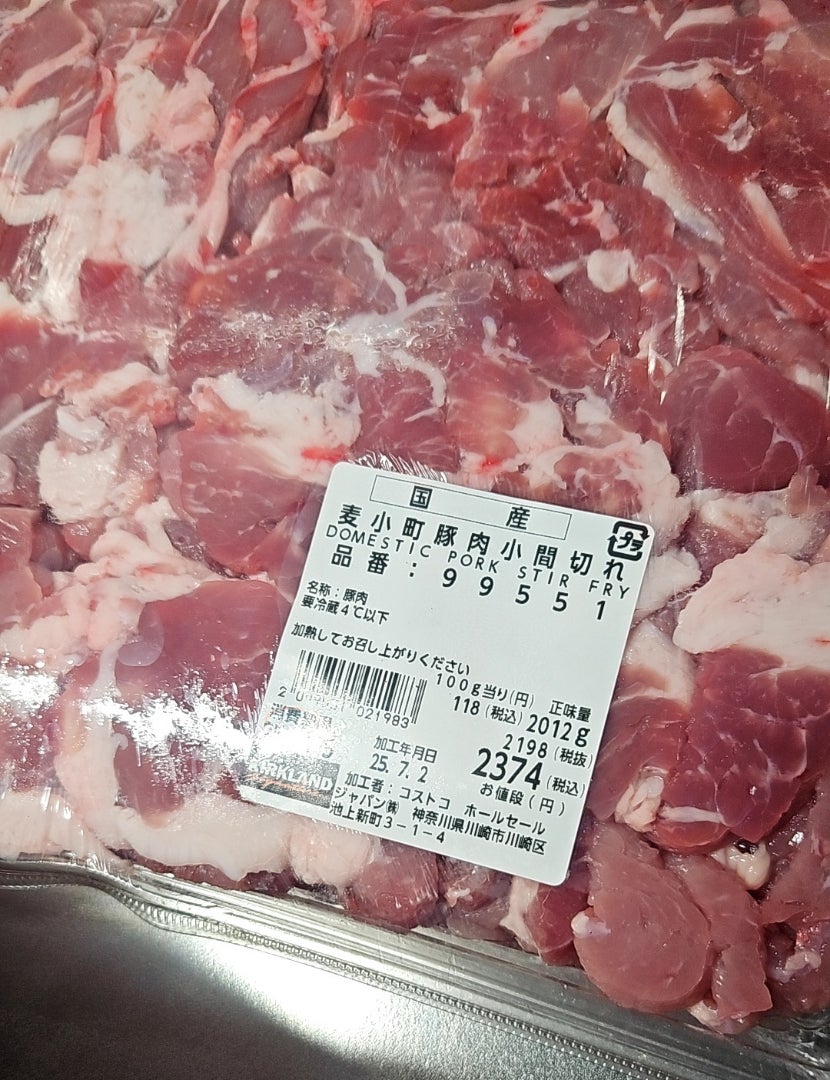 国産
麦小町豚肉小間切れ
DOMESTIC PORK STIR FRY
品番：99551
プラ
名称：豚肉
要冷蔵4℃以下
加熱してお召し上がりください
100g当り(円) 正味量
118(税込) 2012g
2198(税抜)
021983
加工年月日
25.7.2
2374(税込)
お値段(円)
KIRKLAND
加工者：コストコ ホールセール
ジャパン㈱ 神奈川県川崎市川崎区
池上新町3-1-4